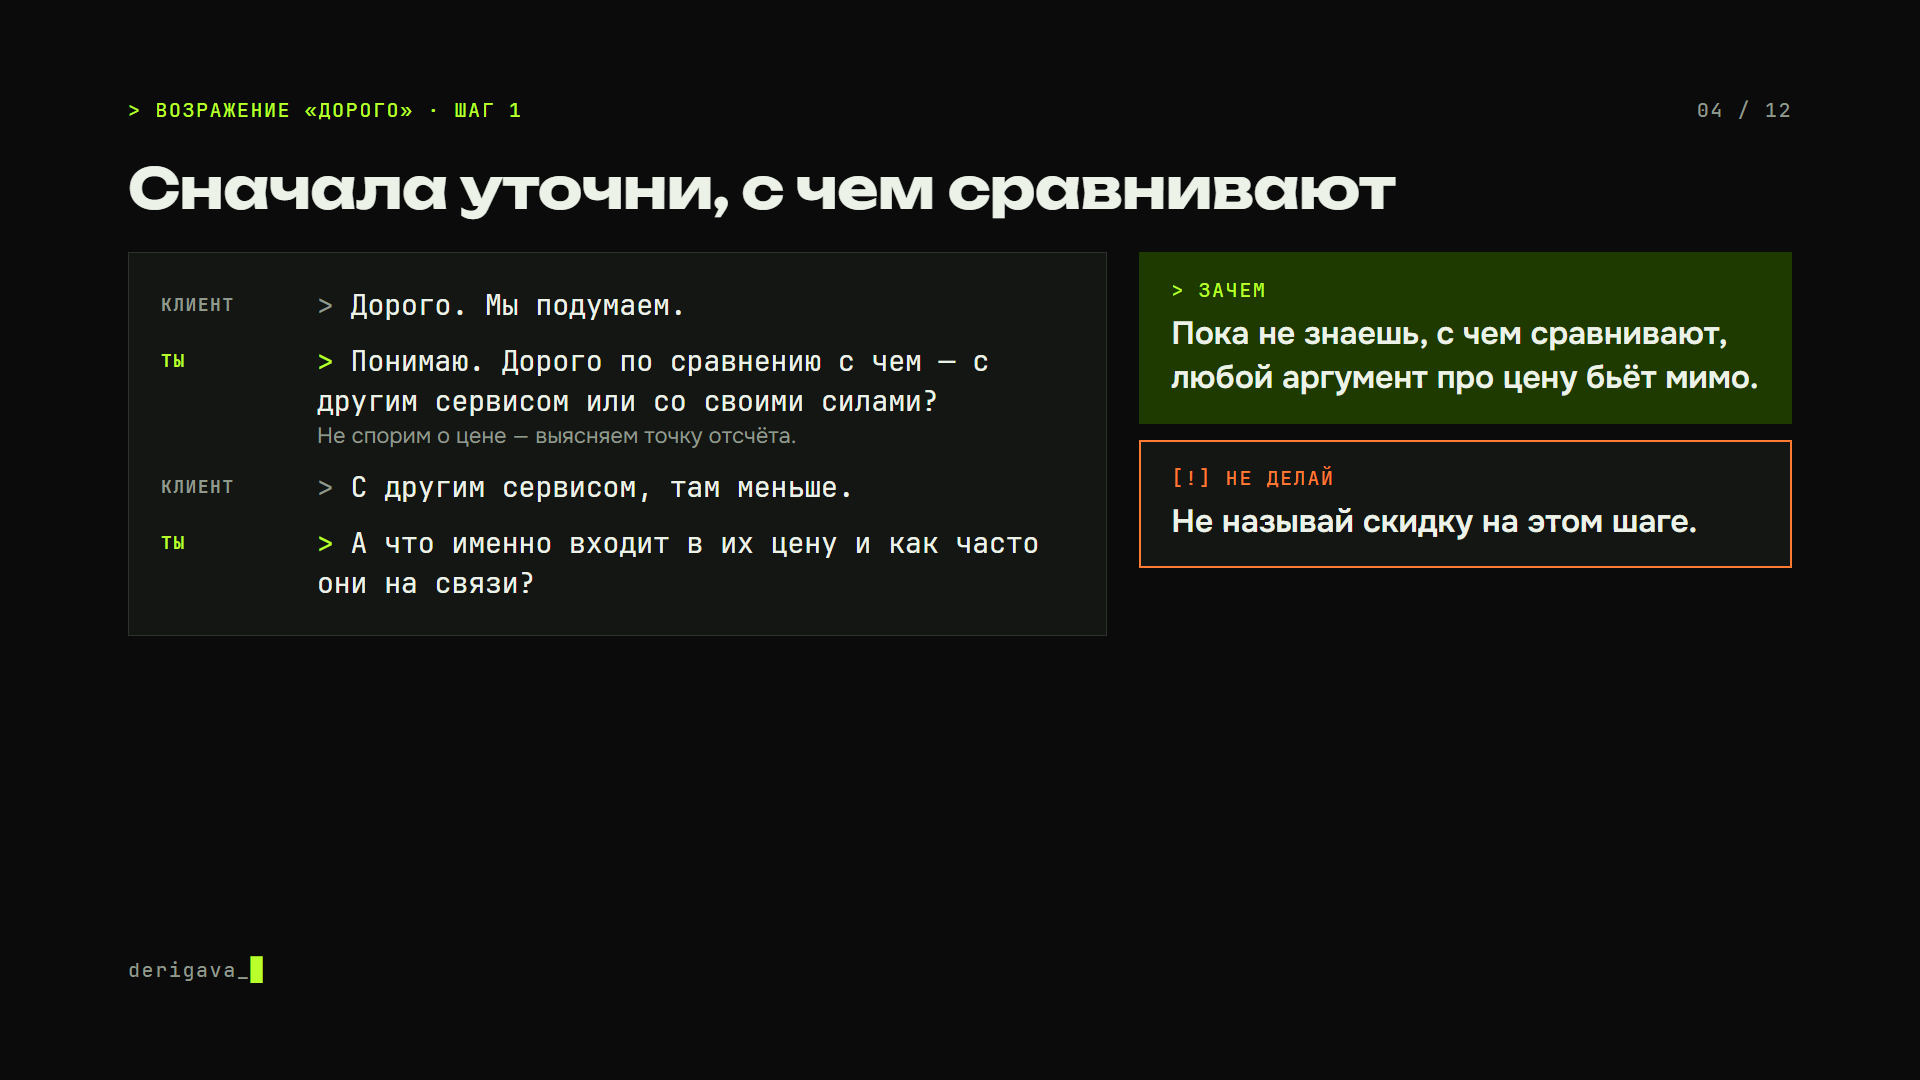 > ВОЗРАЖЕНИЕ «ДОРОГО» · ШАГ 1
04 / 12
Сначала уточни, с чем сравнивают
КЛИЕНТ > Дорого. Мы подумаем.
ТЫ > Понимаю. Дорого по сравнению с чем — с
другим сервисом или со своими силами?
Не спорим о цене — выясняем точку отсчёта.
КЛИЕНТ > С другим сервисом, там меньше.
ТЫ > А что именно входит в их цену и как часто
они на связи?
> ЗАЧЕМ
Пока не знаешь, с чем сравнивают,
любой аргумент про цену бьёт мимо.
[!] НЕ ДЕЛАЙ
Не называй скидку на этом шаге.
derigava_